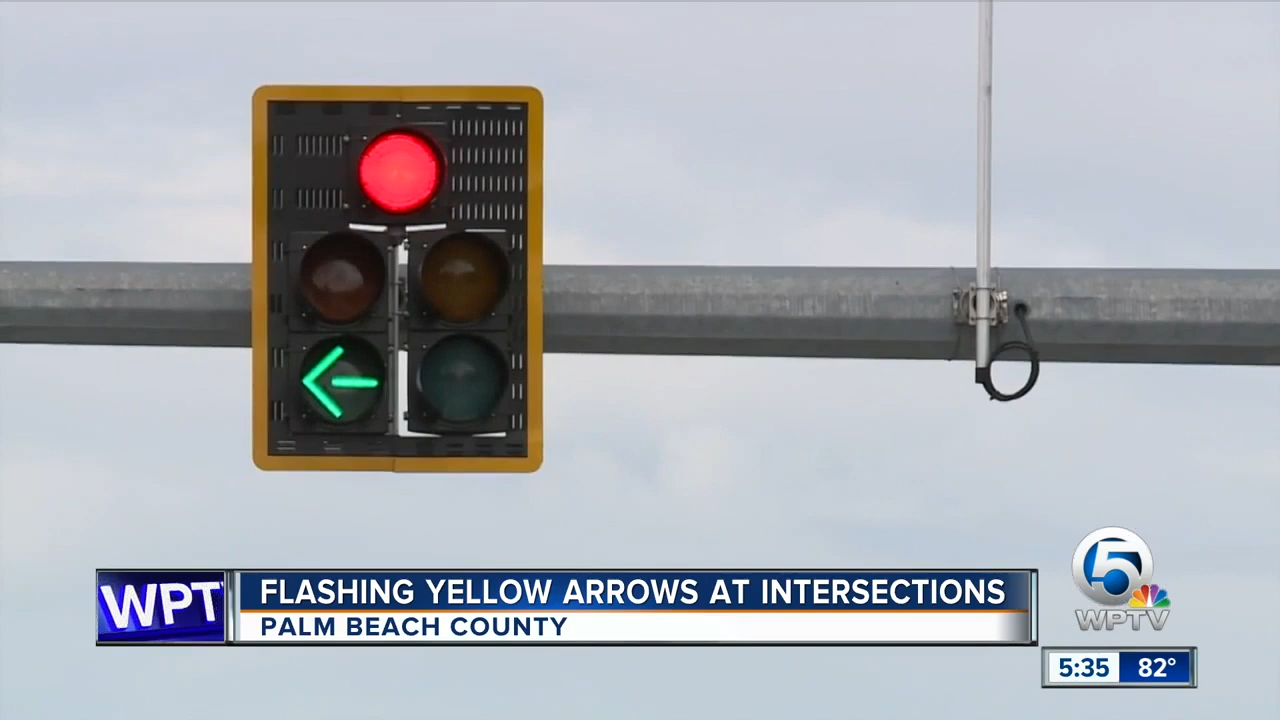 WPT
FLASHING YELLOW ARROWS AT INTERSECTIONS
PALM BEACH COUNTY
5
WPTV
5:35 82°